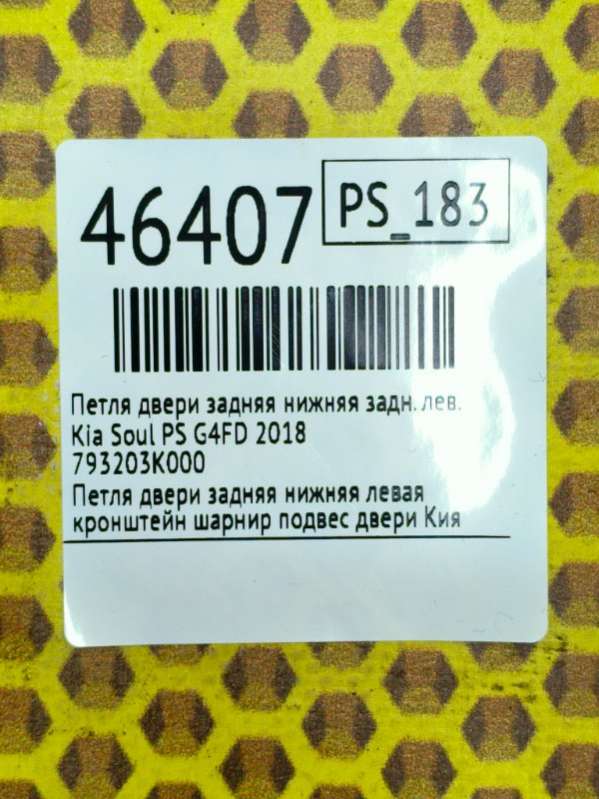 46407
PS_183
Петля двери задняя нижняя задн. лев.
Kia Soul PS G4FD 2018
793203K000
Петля двери задняя нижняя левая
кронштейн шарнир подвес двери Кия